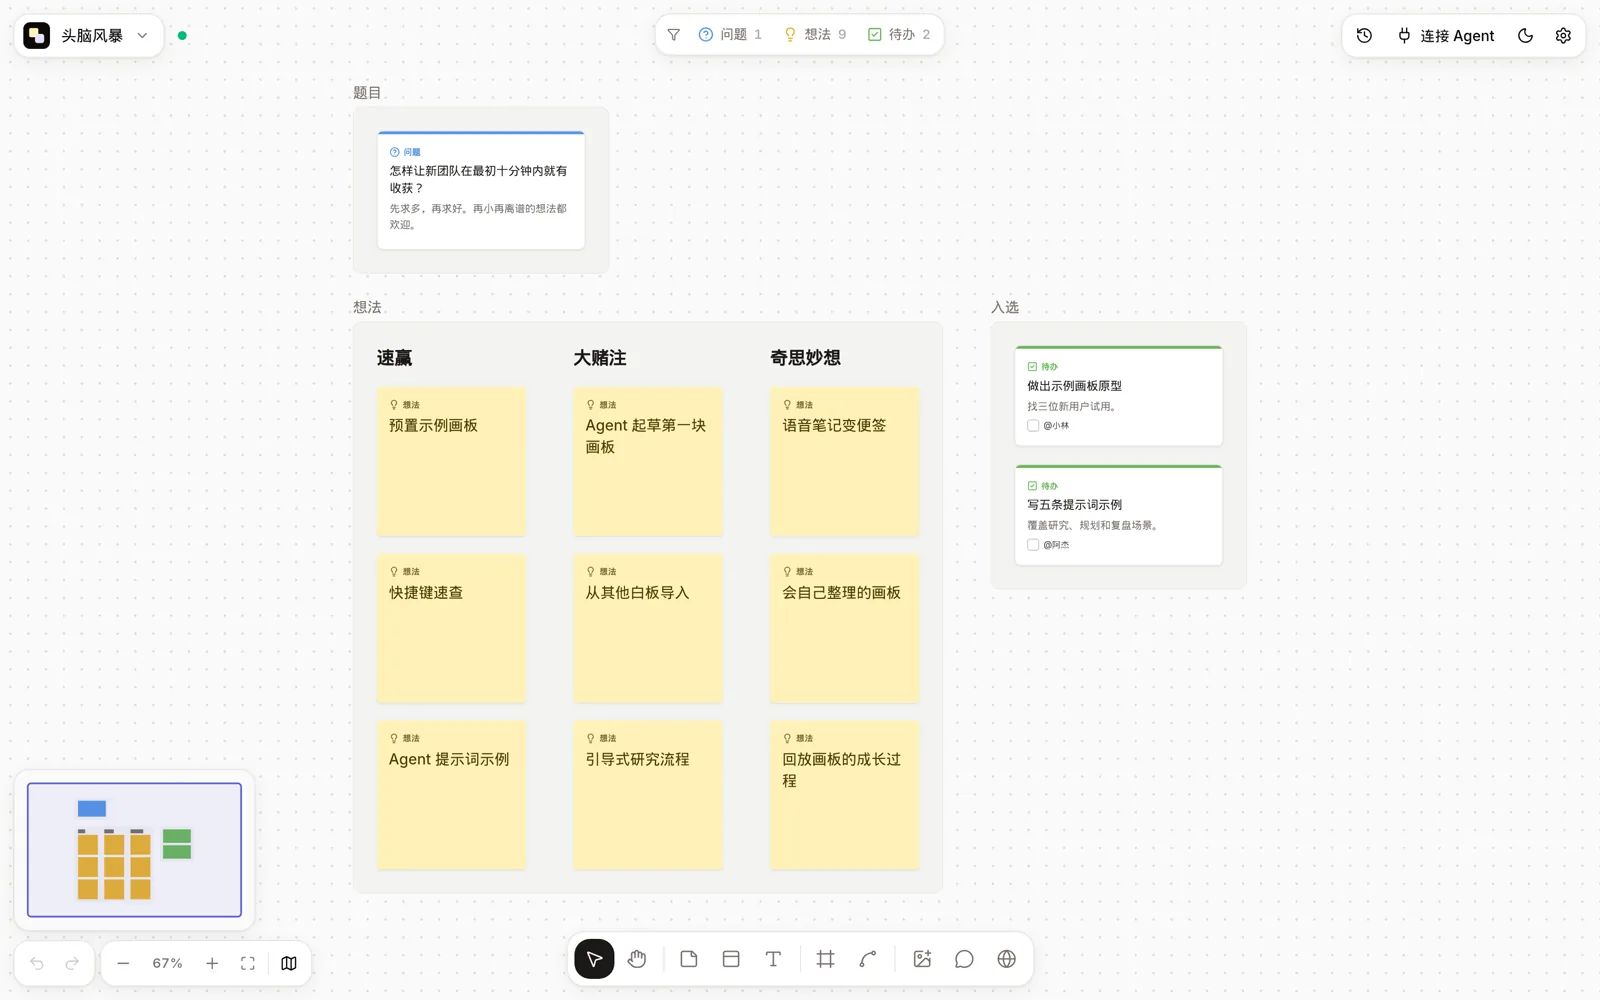 头脑风暴
问题 1
想法 9
待办 2
连接 Agent
题目
问题
怎样让新团队在最初十分钟内就有
收获？
先求多，再求好。再小再离谱的想法都
欢迎。
想法
速赢
想法
预置示例画板
想法
快捷键速查
想法
Agent 提示词示例
大赌注
想法
Agent 起草第一块
画板
想法
从其他白板导入
想法
引导式研究流程
奇思妙想
想法
语音笔记变便签
想法
会自己整理的画板
想法
回放画板的成长过
程
入选
待办
做出示例画板原型
找三位新用户试用。
@小林
待办
写五条提示词示例
覆盖研究、规划和复盘场景。
@阿杰
67%